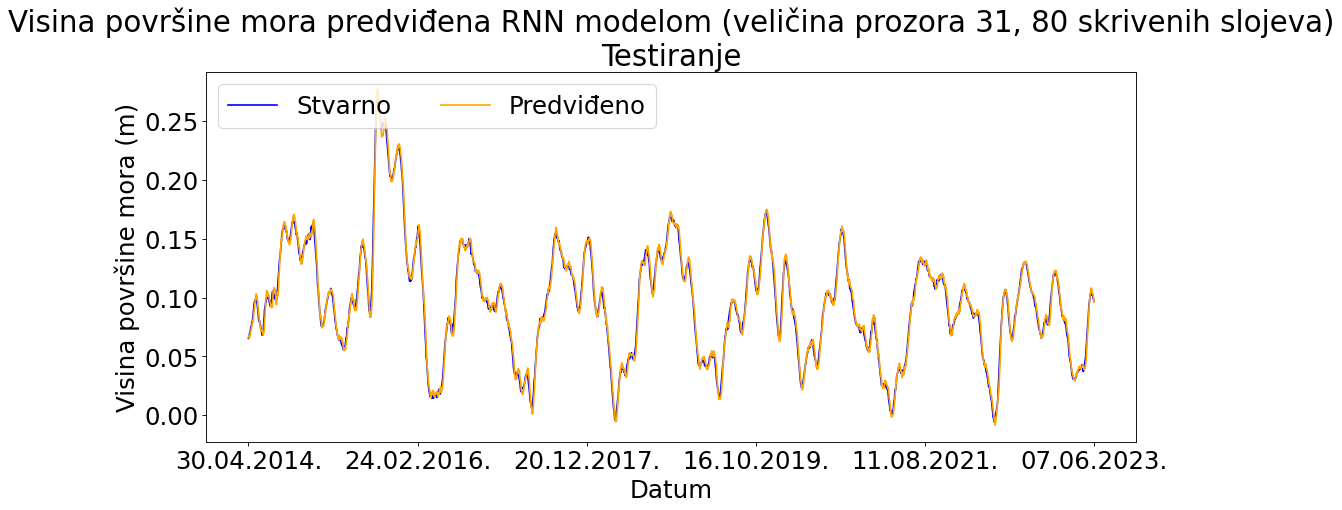 Visina površine mora predviđena RNN modelom (veličina prozora 31, 80 skrivenih slojeva)
Testiranje
Stvarno
Predviđeno
Visina površine mora (m)
0.25
0.20
0.15
0.10
0.05
0.00
30.04.2014.
24.02.2016.
20.12.2017.
16.10.2019.
11.08.2021.
07.06.2023.
Datum